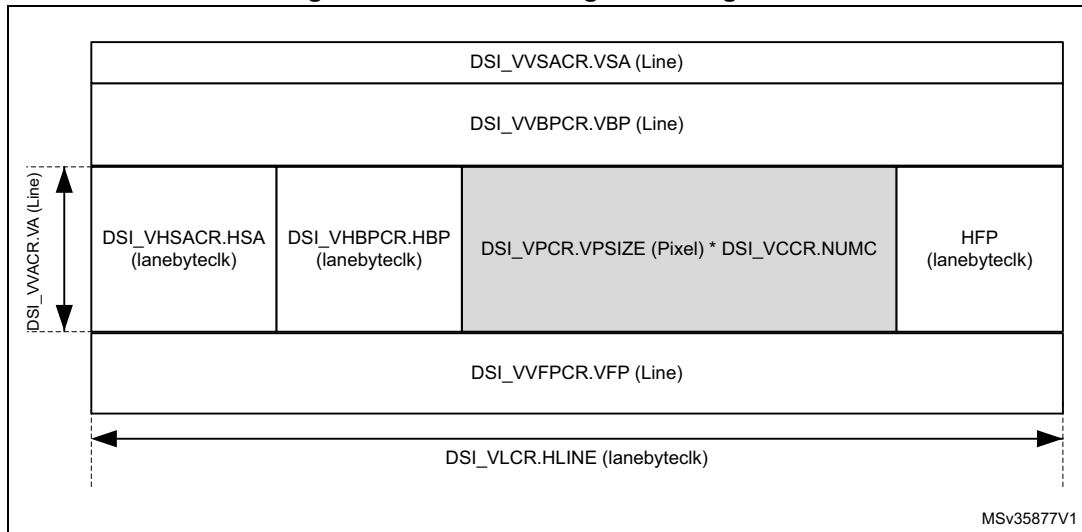 DSI_VVSACR.VSA (Line)
DSI_VVBPCR.VBP (Line)
DSI_VVACR.VA (Line)
DSI_VHSACR.HSA
(lanebyteclk)
DSI_VHBPCR.HBP
(lanebyteclk)
DSI_VPCR.VPSIZE (Pixel) * DSI_VCCR.NUMC
HFP
(lanebyteclk)
DSI_VVFPCR.VFP (Line)
DSI_VLCR.HLINE (lanebyteclk)
MSv35877V1